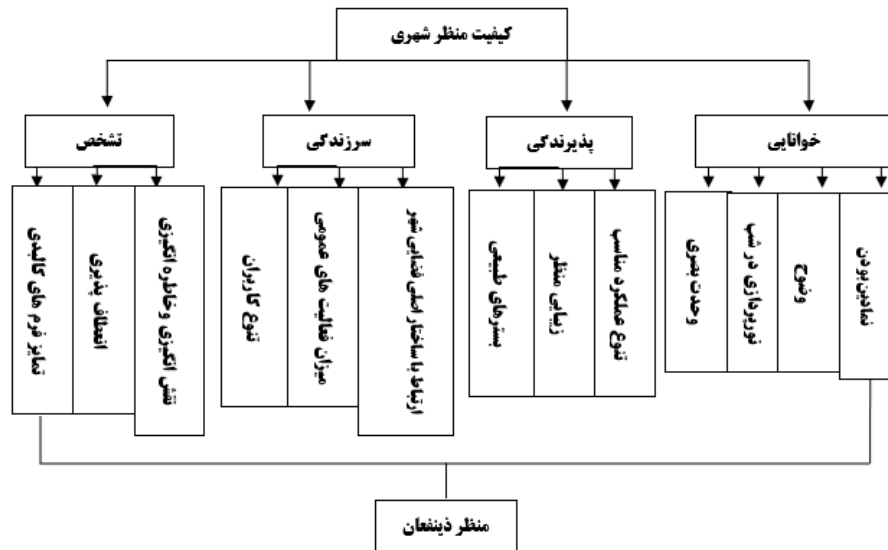 کیفیت منظر شهری
خوانایی
پذیرندگی
سرزندگی
تشخص
نمادین بودن
وضوح
نورپردازی در شب
وحدت بصری
تنوع عملکرد مناسب
زیبایی منظر
بسترهای طبیعی
ارتباط با ساختار اصلی فضایی شهر
میزان فعالیت های عمومی
تنوع کاربران
نقش انگیزی وخاطره انگیزی
انعطاف پذیری
تمایز فرم های کالبدی
منظر ذینفعان